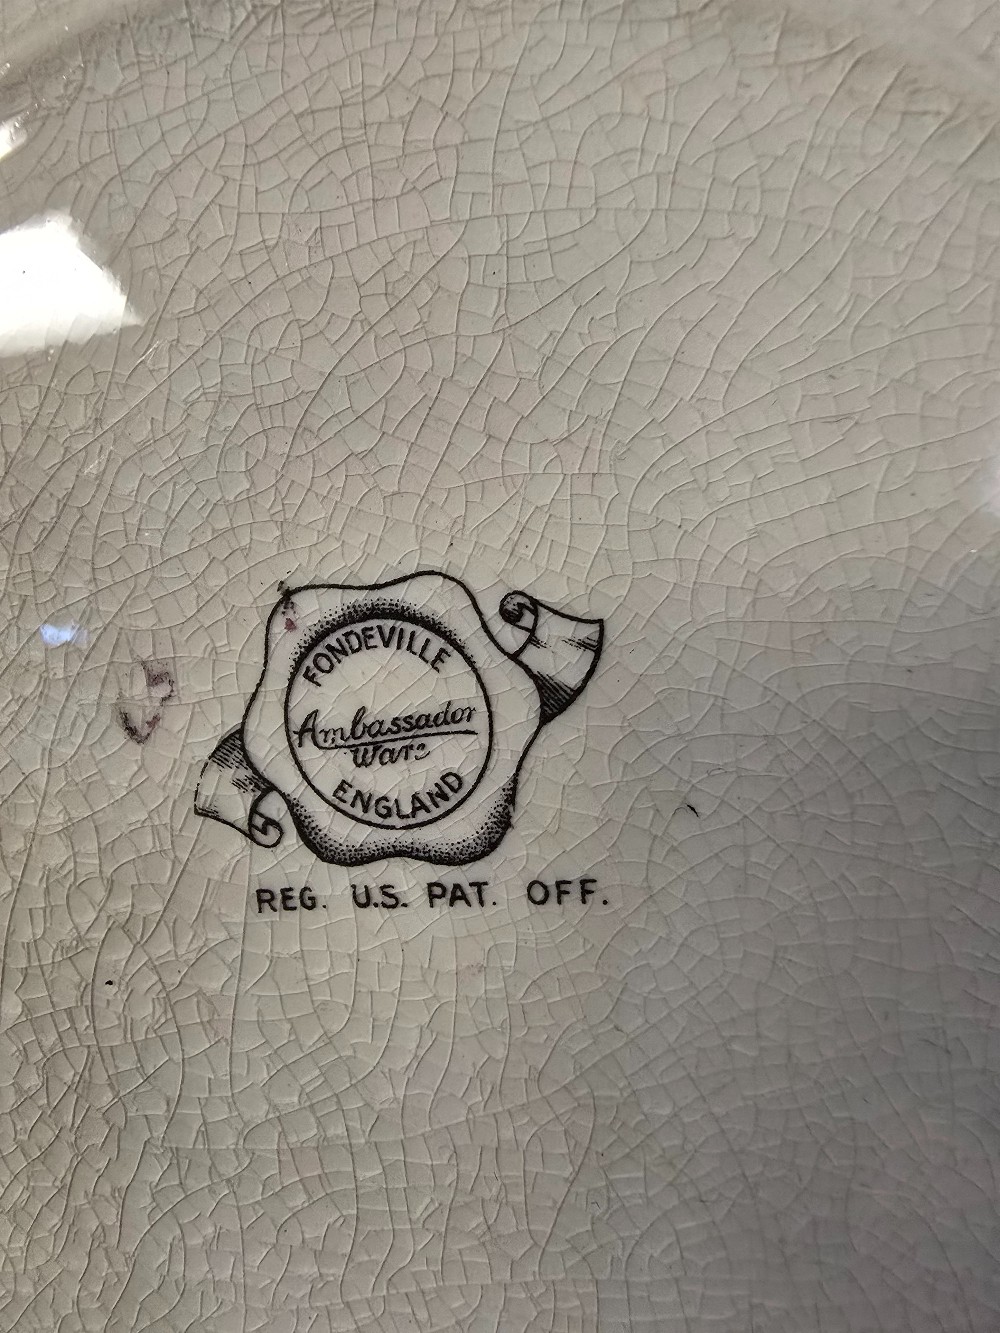 FONDEVILLE
Ambassador
Ware
ENGLAND
REG. U.S. PAT. OFF.